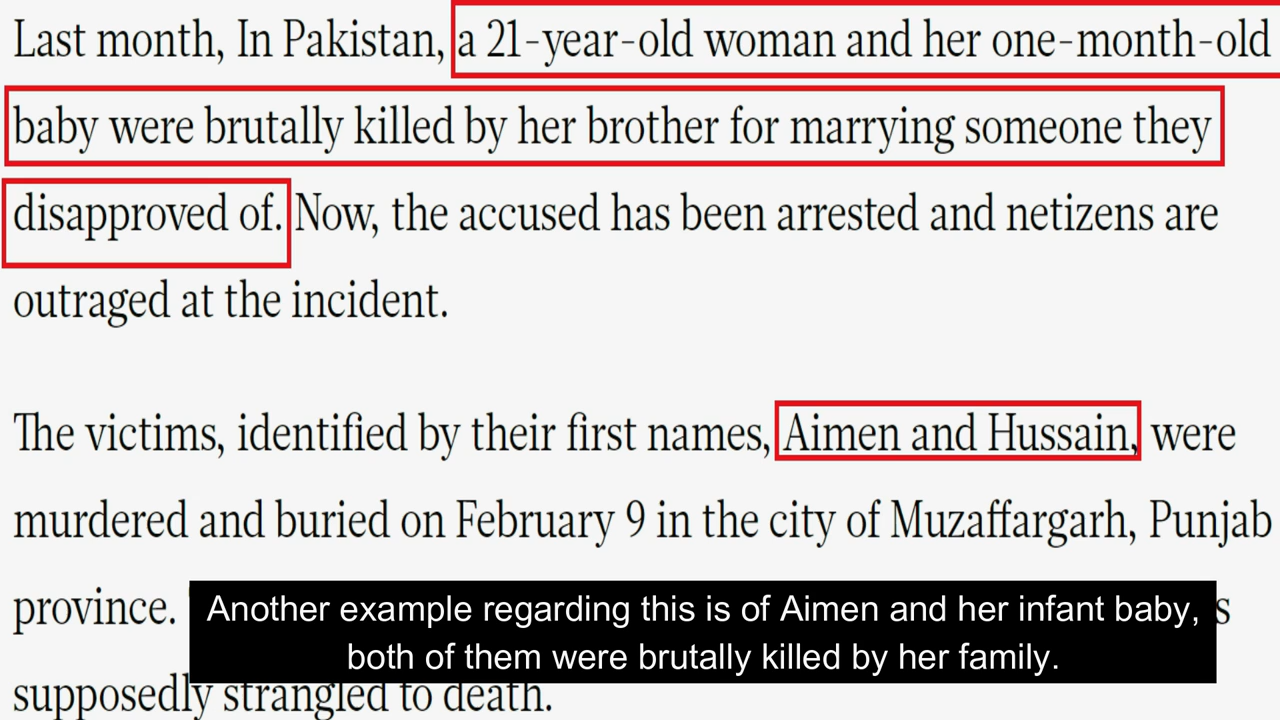 Last month, In Pakistan, a 21-year-old woman and her one-month-old
baby were brutally killed by her brother for marrying someone they
disapproved of. Now, the accused has been arrested and netizens are
outraged at the incident.
The victims, identified by their first names, Aimen and Hussain, were
murdered and buried on February 9 in the city of Muzaffargarh, Punjab
province.
supposedly strangled to death.
Another example regarding this is of Aimen and her infant baby,
both of them were brutally killed by her family.